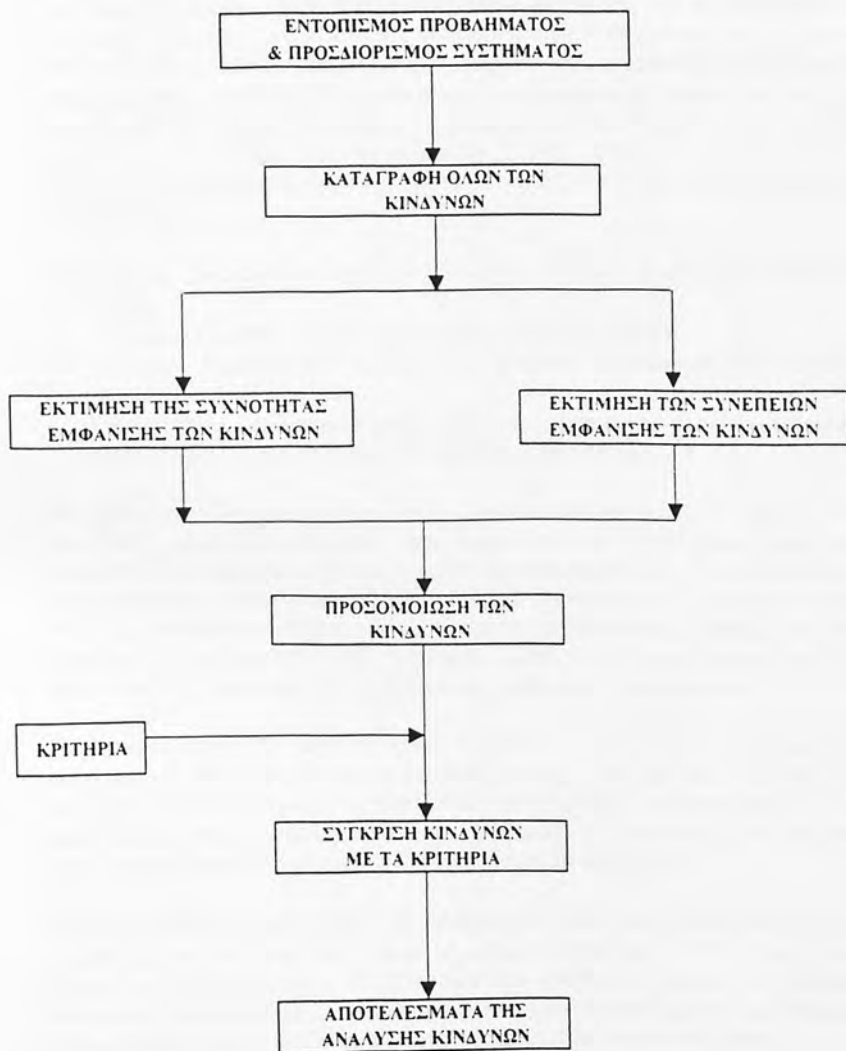 ΕΝΤΟΠΙΣΜΟΣ ΠΡΟΒΛΗΜΑΤΟΣ
& ΠΡΟΣΔΙΟΡΙΣΜΟΣ ΣΥΣΤΗΜΑΤΟΣ
ΚΑΤΑΓΡΑΦΗ ΟΛΩΝ ΤΩΝ
ΚΙΝΔΥΝΩΝ
ΕΚΤΙΜΗΣΗ ΤΗΣ ΣΥΧΝΟΤΗΤΑΣ
ΕΜΦΑΝΙΣΗΣ ΤΩΝ ΚΙΝΔΥΝΩΝ
ΕΚΤΙΜΗΣΗ ΤΩΝ ΣΥΝΕΠΕΙΩΝ
ΕΜΦΑΝΙΣΗΣ ΤΩΝ ΚΙΝΔΥΝΩΝ
ΠΡΟΣΟΜΟΙΩΣΗ ΤΩΝ
ΚΙΝΔΥΝΩΝ
ΚΡΙΤΗΡΙΑ
ΣΥΓΚΡΙΣΗ ΚΙΝΔΥΝΩΝ
ΜΕ ΤΑ ΚΡΙΤΗΡΙΑ
ΑΠΟΤΕΛΕΣΜΑΤΑ ΤΗΣ
ΑΝΑΛΥΣΗΣ ΚΙΝΔΥΝΩΝ